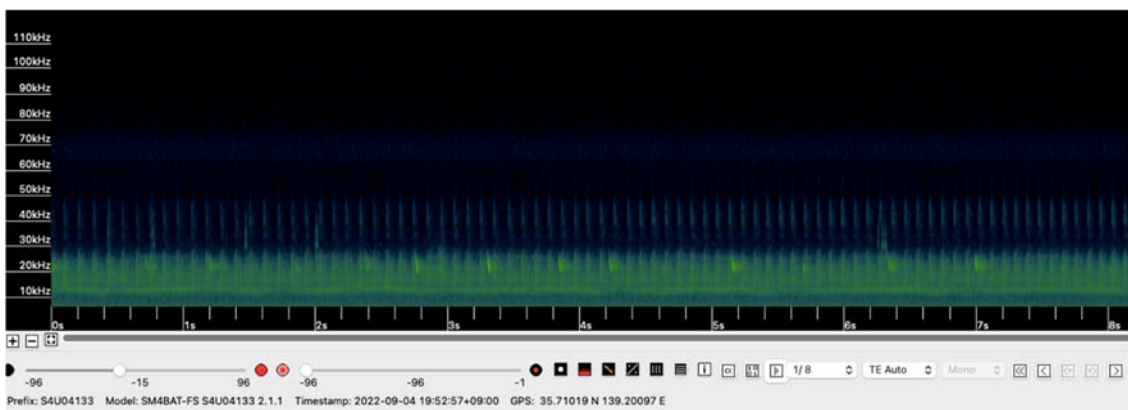 110kHz
100kHz
90kHz
80kHz
70kHz
60kHz
50kHz
40kHz
30kHz
20kHz
10kHz
0s 1s 2s 3s 4s 5s 6s 7s 8s
-96 -15 96 -96 -96 -1 1/8 TE Auto Mono
Prefix: S4U04133 Model: SM4BAT-FS S4U04133 2.1.1 Timestamp: 2022-09-04 19:52:57+09:00 GPS: 35.71019 N 139.20097 E